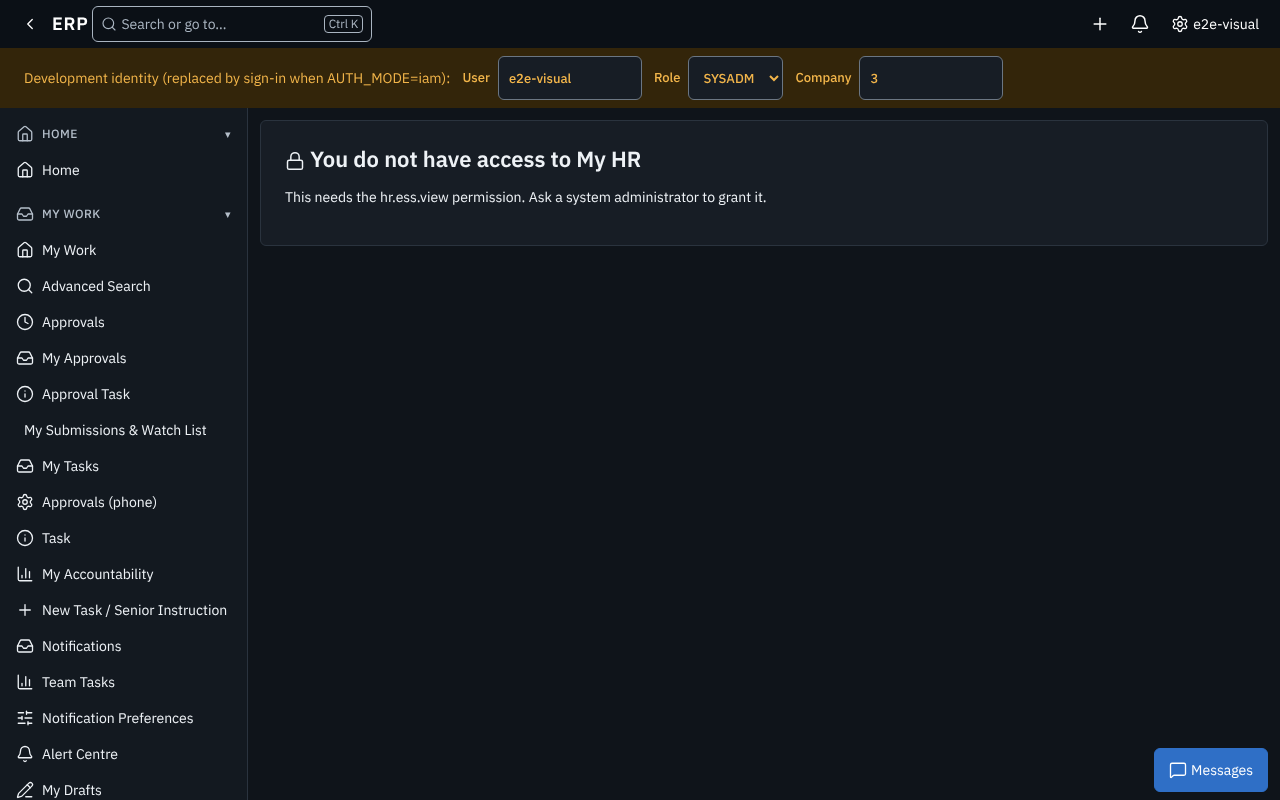 ERP
Search or go to...
Ctrl K
e2e-visual
Development identity (replaced by sign-in when AUTH_MODE=iam):
User
e2e-visual
Role
SYSADM
Company
3
HOME
Home
MY WORK
My Work
Advanced Search
Approvals
My Approvals
Approval Task
My Submissions & Watch List
My Tasks
Approvals (phone)
Task
My Accountability
New Task / Senior Instruction
Notifications
Team Tasks
Notification Preferences
Alert Centre
My Drafts
You do not have access to My HR
This needs the hr.ess.view permission. Ask a system administrator to grant it.
Messages